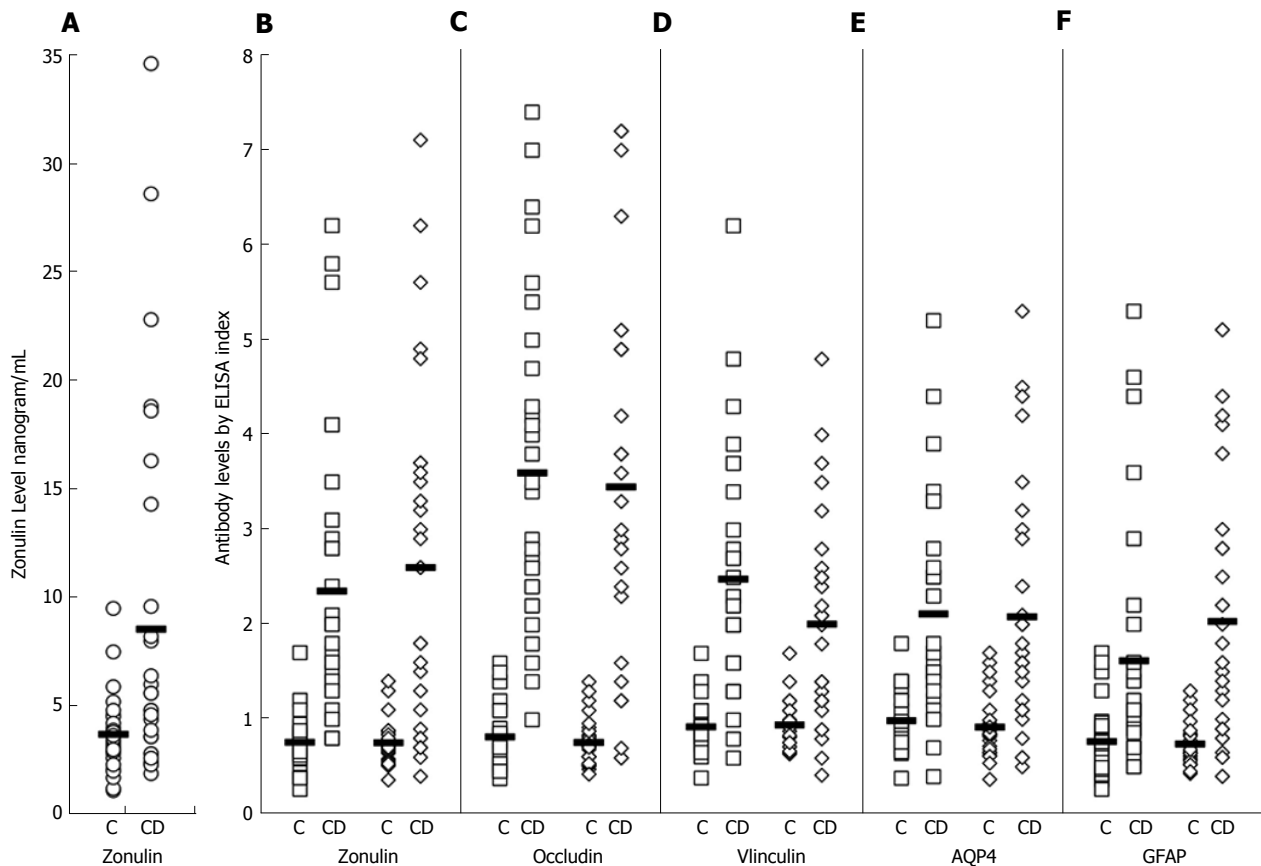 A
B
C
D
E
F
Zonulin Level nanogram/mL
35
30
25
20
15
10
5
0
Antibody levels by ELISA index
8
7
6
5
4
3
2
1
0
C CD
C CD C CD
C CD C CD
C CD C CD
C CD C CD
C CD C CD
Zonulin
Zonulin
Occludin
Vlinculin
AQP4
GFAP